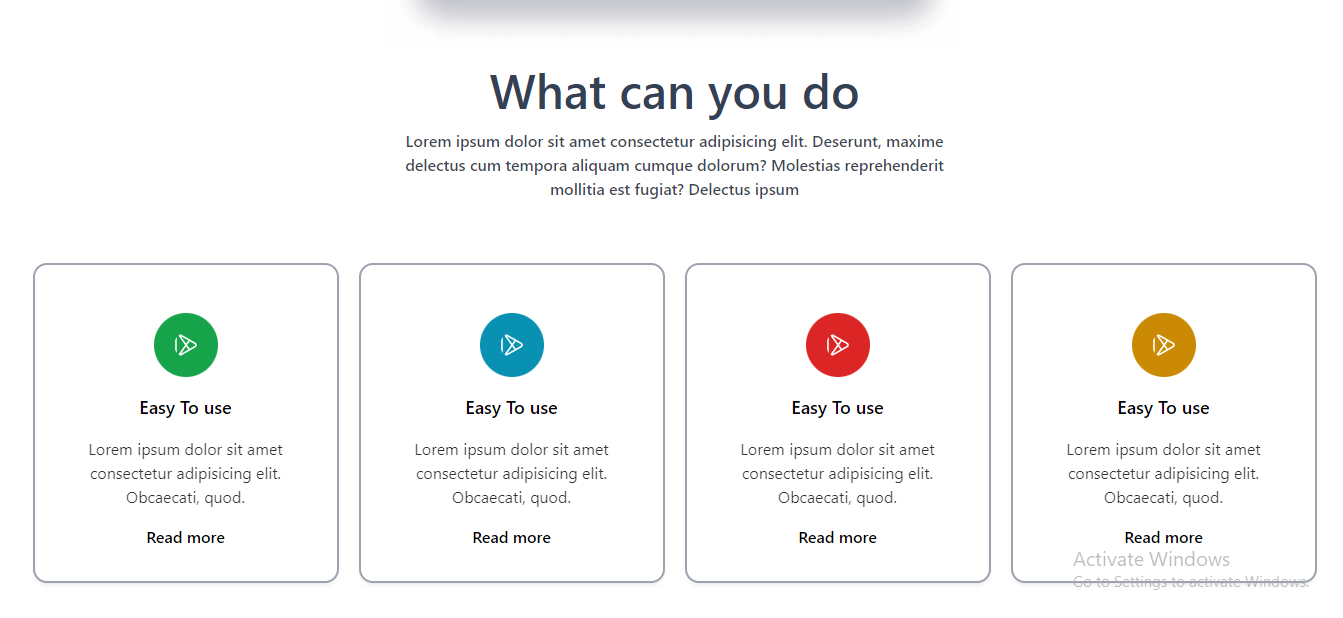 What can you do
Lorem ipsum dolor sit amet consectetur adipisicing elit. Deserunt, maxime
delectus cum tempora aliquam cumque dolorum? Molestias reprehenderit
mollitia est fugiat? Delectus ipsum
Easy To use
Lorem ipsum dolor sit amet
consectetur adipisicing elit.
Obcaecati, quod.
Read more
Easy To use
Lorem ipsum dolor sit amet
consectetur adipisicing elit.
Obcaecati, quod.
Read more
Easy To use
Lorem ipsum dolor sit amet
consectetur adipisicing elit.
Obcaecati, quod.
Read more
Easy To use
Lorem ipsum dolor sit amet
consectetur adipisicing elit.
Obcaecati, quod.
Read more
Activate Windows
Go to Settings to activate Windows.